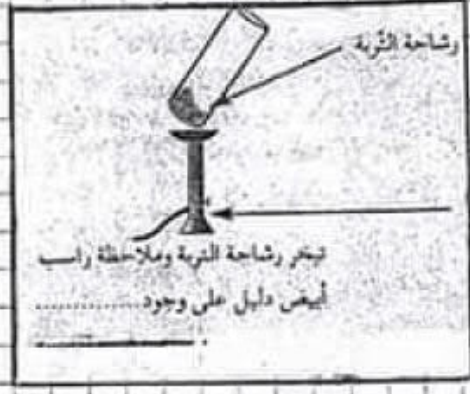 رشاحة التربة
تبخر رشاحة التربة وملاحظة راسب
أبيض دليل على وجود..............
.